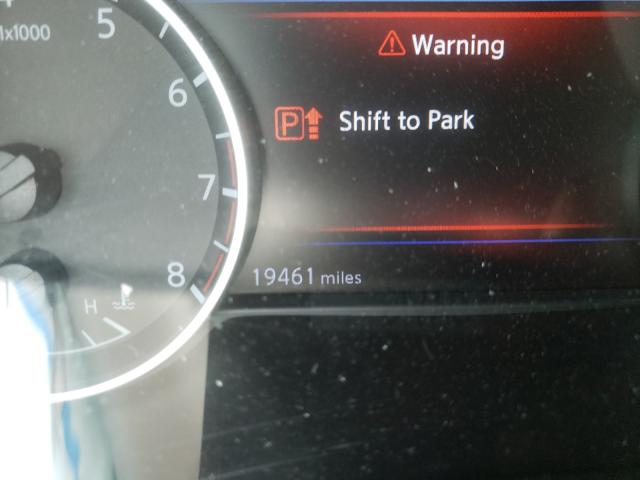 x1000
5
6
7
8
H
Warning
P
Shift to Park
19461 miles